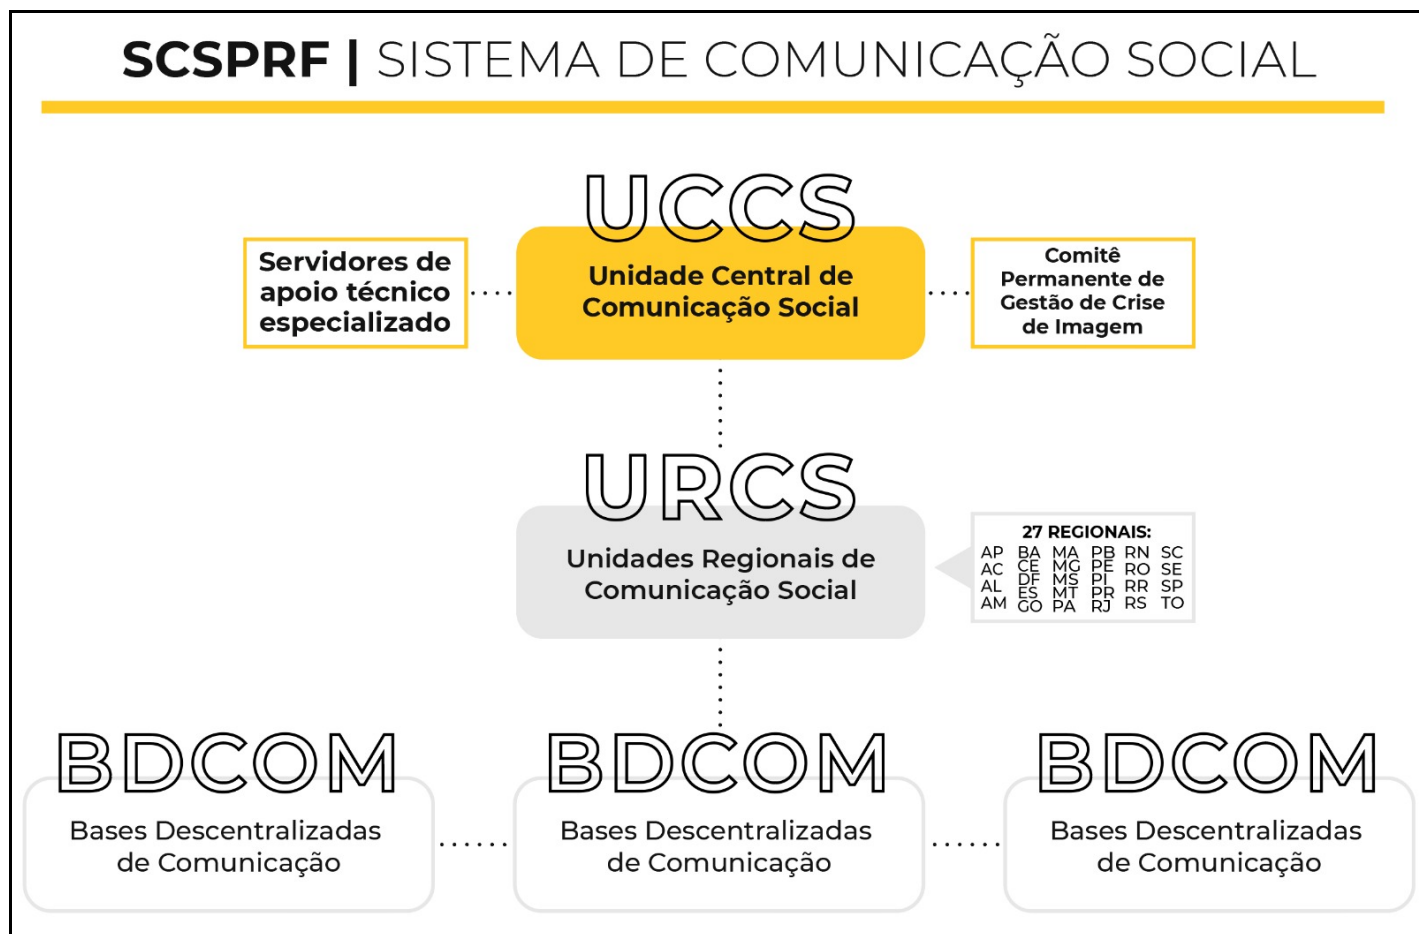 SCSPRF | SISTEMA DE COMUNICAÇÃO SOCIAL
UCCS
Unidade Central de
Comunicação Social
Servidores de
apoio técnico
especializado
Comitê
Permanente de
Gestão de Crise
de Imagem
URCS
Unidades Regionais de
Comunicação Social
27 REGIONAIS:
AP
AC
AL
AM
BA
CE
DF
ES
GO
MA
MG
MS
MT
PA
PB
PE
PI
PR
RJ
RN
RO
RR
RS
SC
SE
SP
TO
BDCOM
Bases Descentralizadas
de Comunicação
BDCOM
Bases Descentralizadas
de Comunicação
BDCOM
Bases Descentralizadas
de Comunicação